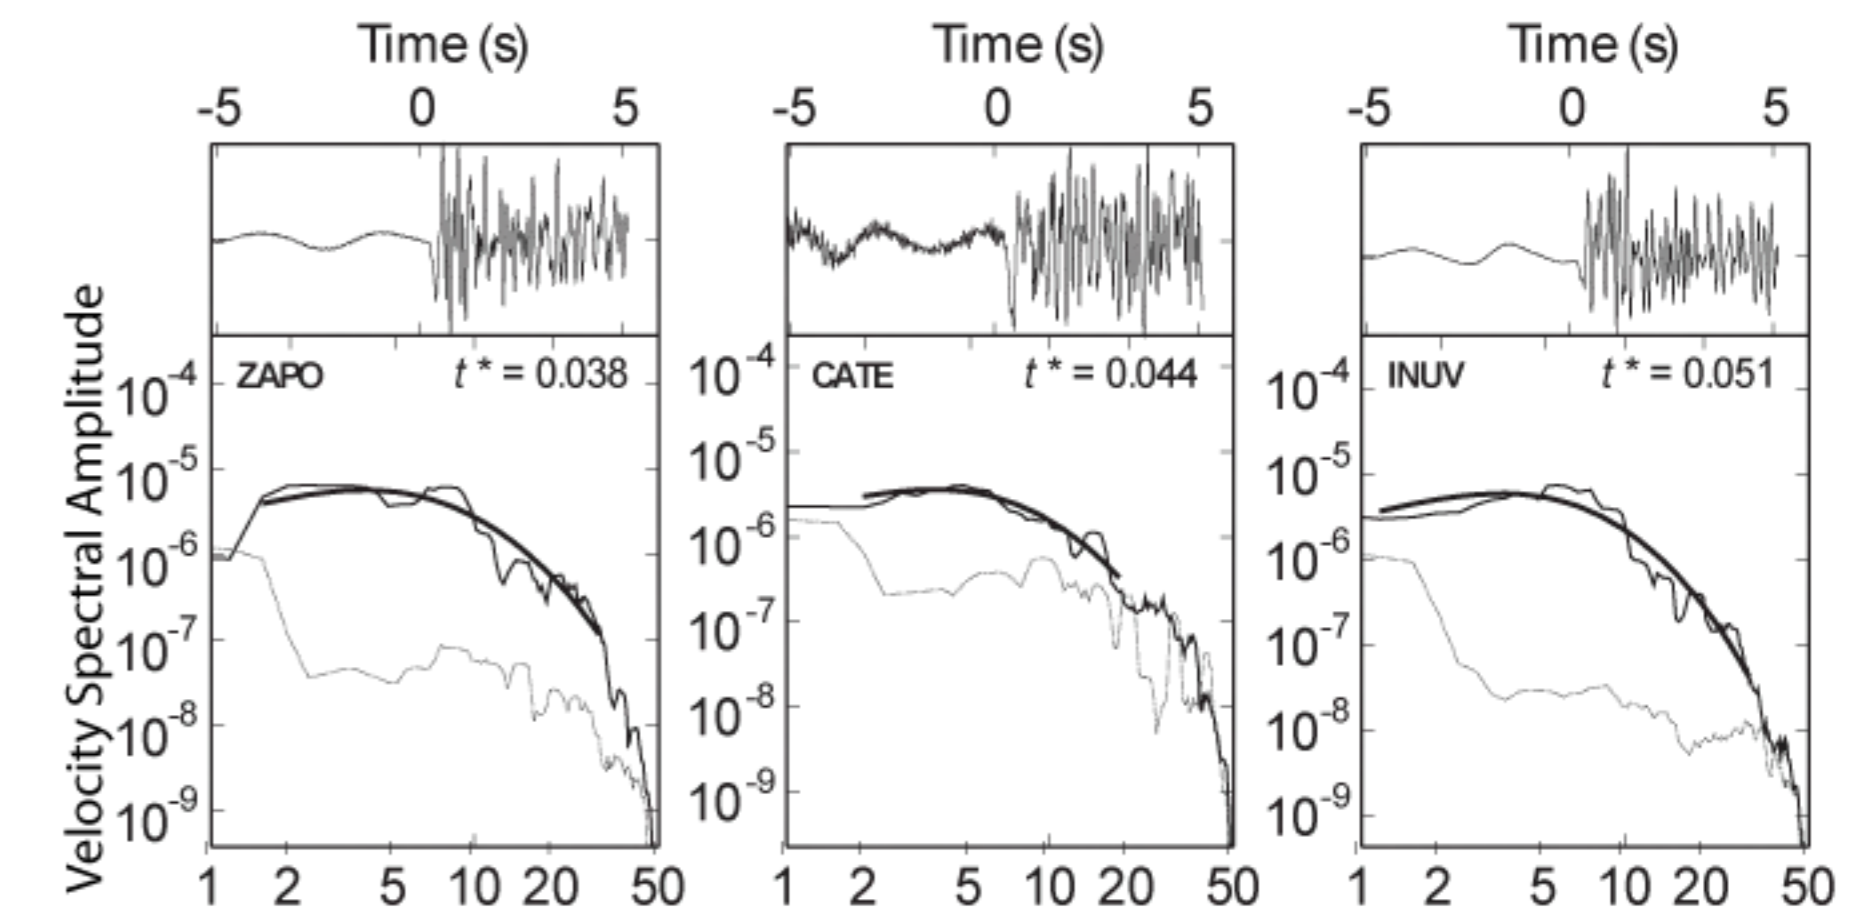 Time (s) Time (s) Time (s)
-5 0 5 -5 0 5 -5 0 5
Velocity Spectral Amplitude
ZAPO t* = 0.038
10-4
10-5
10-6
10-7
10-8
10-9
1 2 5 10 20 50
CATE t* = 0.044
10-4
10-5
10-6
10-7
10-8
10-9
1 2 5 10 20 50
INUV t* = 0.051
10-4
10-5
10-6
10-7
10-8
10-9
1 2 5 10 20 50